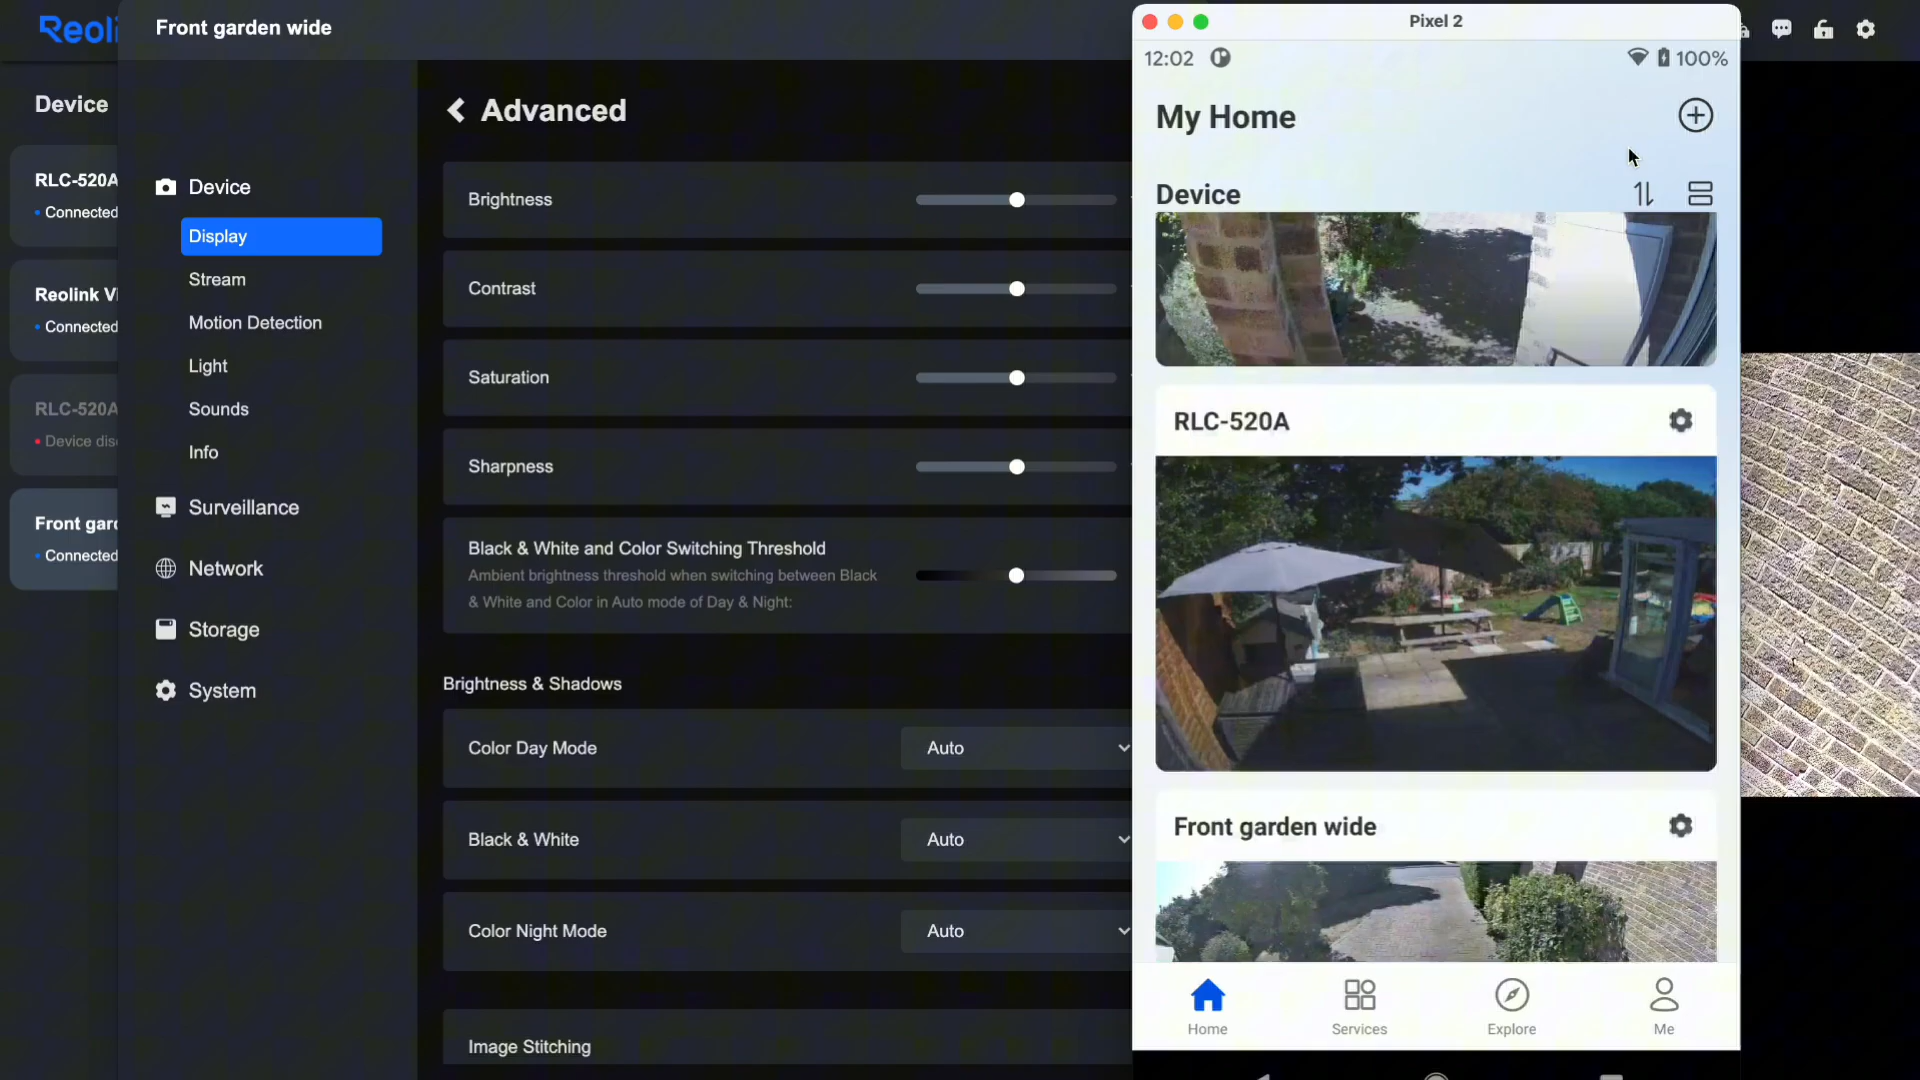 Reoli
Front garden wide
Device
RLC-520A
Connected
Reolink Vi
Connected
RLC-520A
Device dis
Front gar
Connected
Device
Display
Stream
Motion Detection
Light
Sounds
Info
Surveillance
Network
Storage
System
Advanced
Brightness
Contrast
Saturation
Sharpness
Black & White and Color Switching Threshold
Ambient brightness threshold when switching between Black
& White and Color in Auto mode of Day & Night:
Brightness & Shadows
Color Day Mode
Auto
Black & White
Auto
Color Night Mode
Auto
Image Stitching
Pixel 2
12:02
100%
My Home
Device
RLC-520A
Front garden wide
Home
Services
Explore
Me